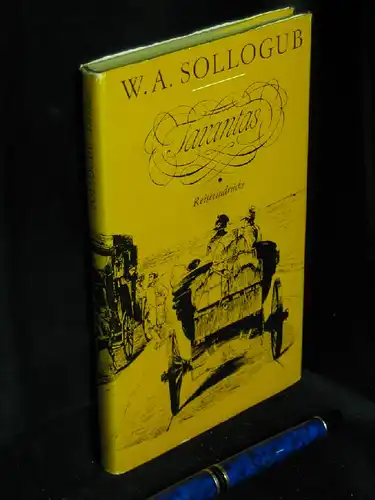 W. A. SOLLOGUB
Tarantas
Reiseeindrücke